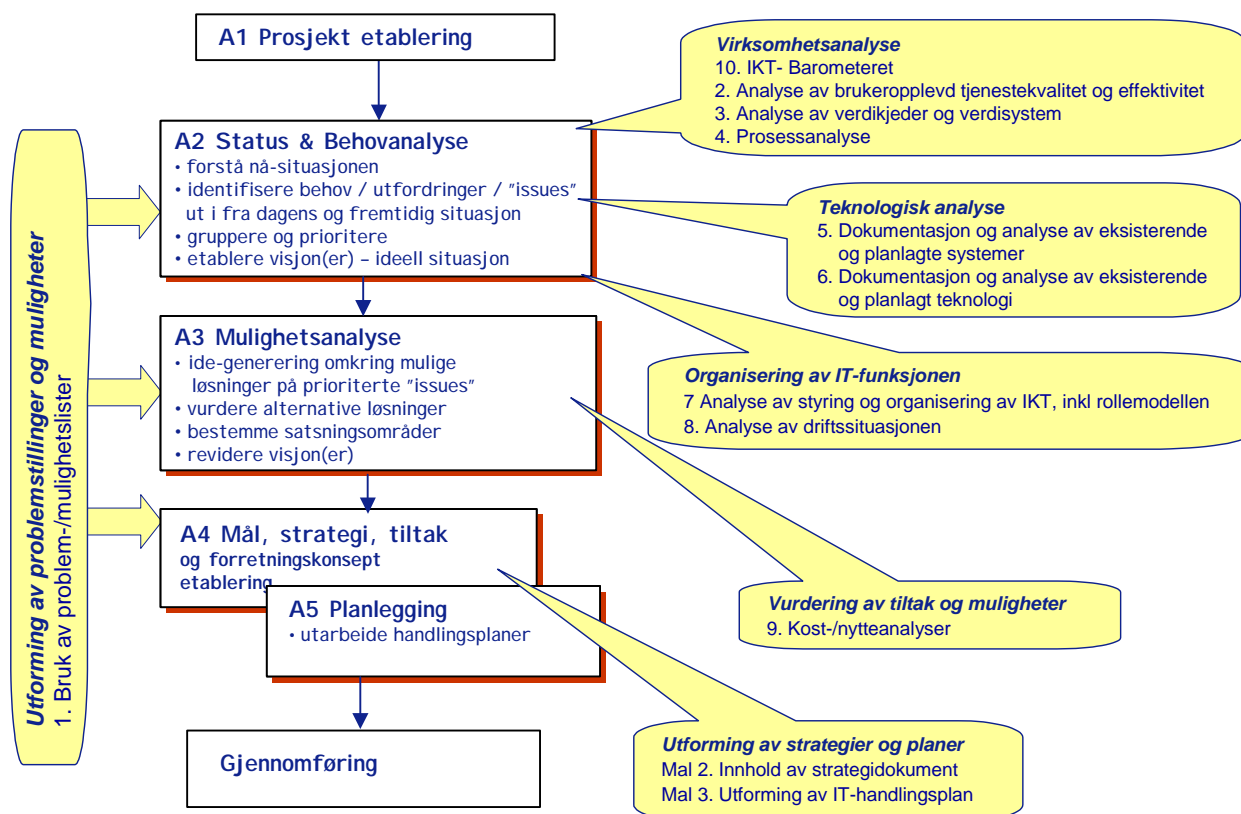 A1 Prosjekt etablering
Virksomhetsanalyse
10. IKT- Barometeret
2. Analyse av brukeropplevd tjenestekvalitet og effektivitet
3. Analyse av verdikjeder og verdisystem
4. Prosessanalyse
Utforming av problemstillinger og muligheter
1. Bruk av problem-/mulighetslister
A2 Status & Behovanalyse
• forstå nå-situasjonen
• identifisere behov / utfordringer / "issues"
ut i fra dagens og fremtidig situasjon
• gruppere og prioritere
• etablere visjon(er) – ideell situasjon
Teknologisk analyse
5. Dokumentasjon og analyse av eksisterende
og planlagte systemer
6. Dokumentasjon og analyse av eksisterende
og planlagt teknologi
A3 Mulighetsanalyse
• ide-generering omkring mulige
løsninger på prioriterte "issues"
• vurdere alternative løsninger
• bestemme satsningsområder
• revidere visjon(er)
Organisering av IT-funksjonen
7 Analyse av styring og organisering av IKT, inkl rollemodellen
8. Analyse av driftssituasjonen
A4 Mål, strategi, tiltak
og forretningskonsept
etablering
A5 Planlegging
• utarbeide handlingsplaner
Vurdering av tiltak og muligheter
9. Kost-/nytteanalyser
Gjennomføring
Utforming av strategier og planer
Mal 2. Innhold av strategidokument
Mal 3. Utforming av IT-handlingsplan